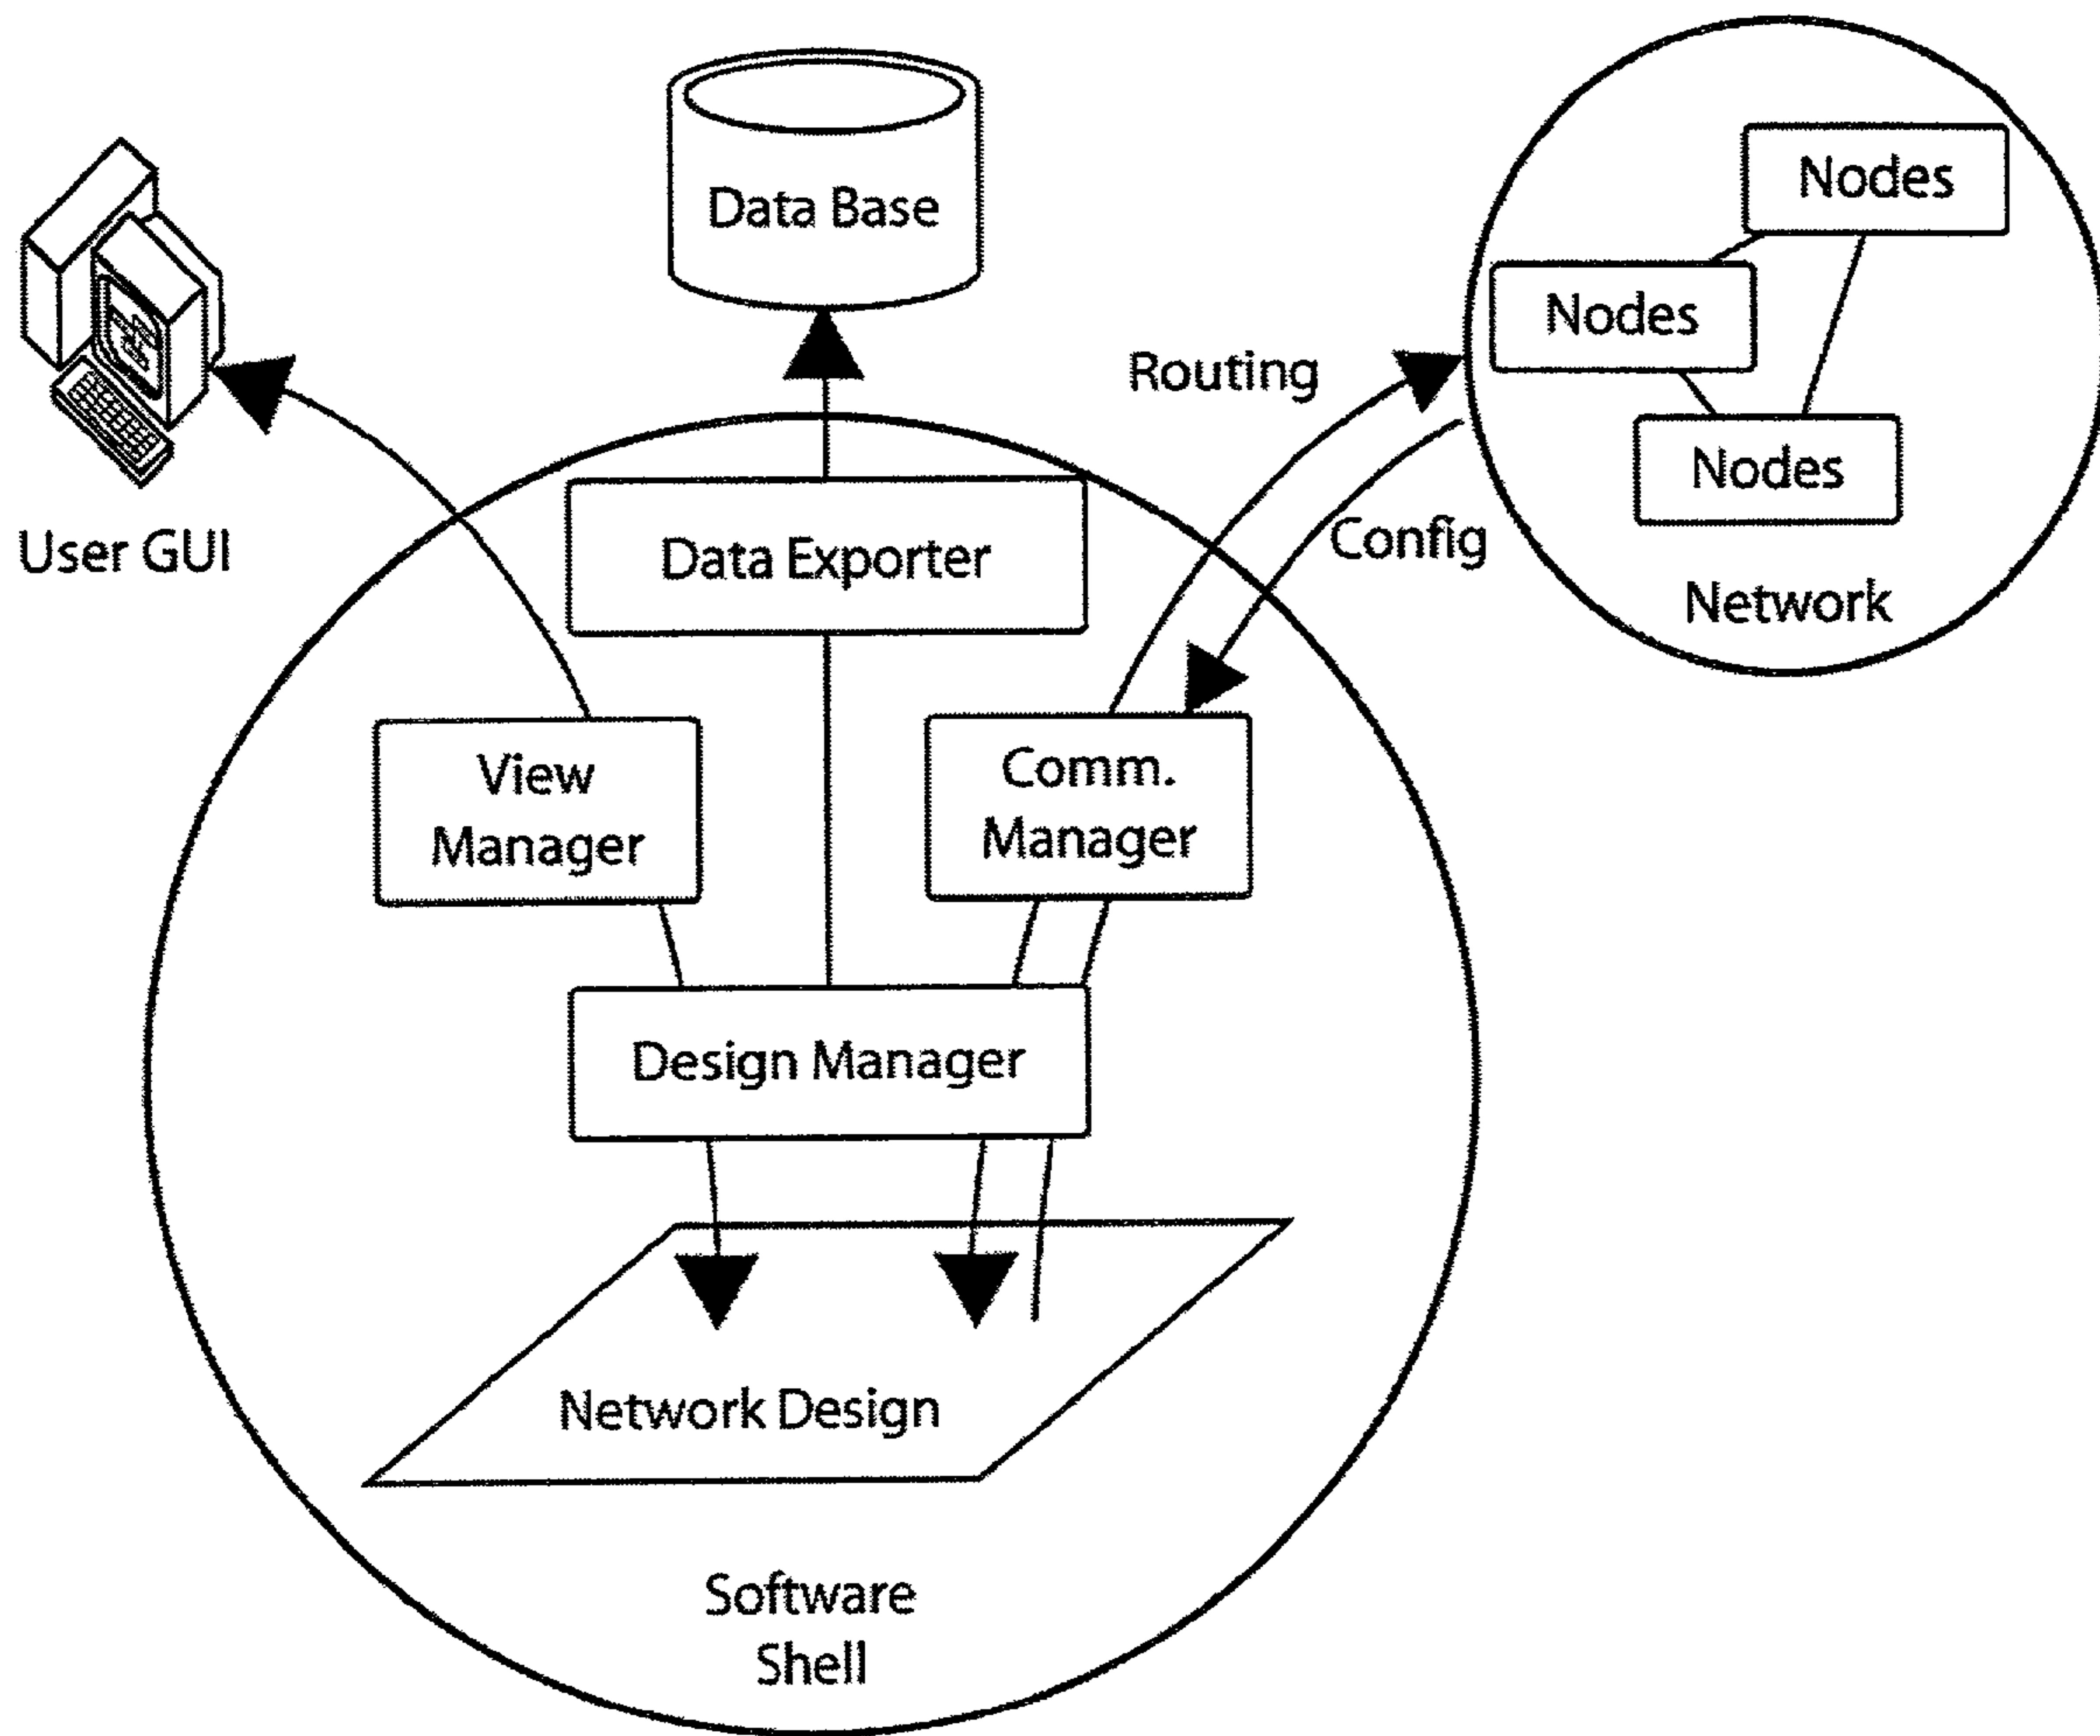 Data Base
Nodes
Nodes
Nodes
Network
Routing
Config
User GUI
Data Exporter
View
Manager
Comm.
Manager
Design Manager
Network Design
Software
Shell